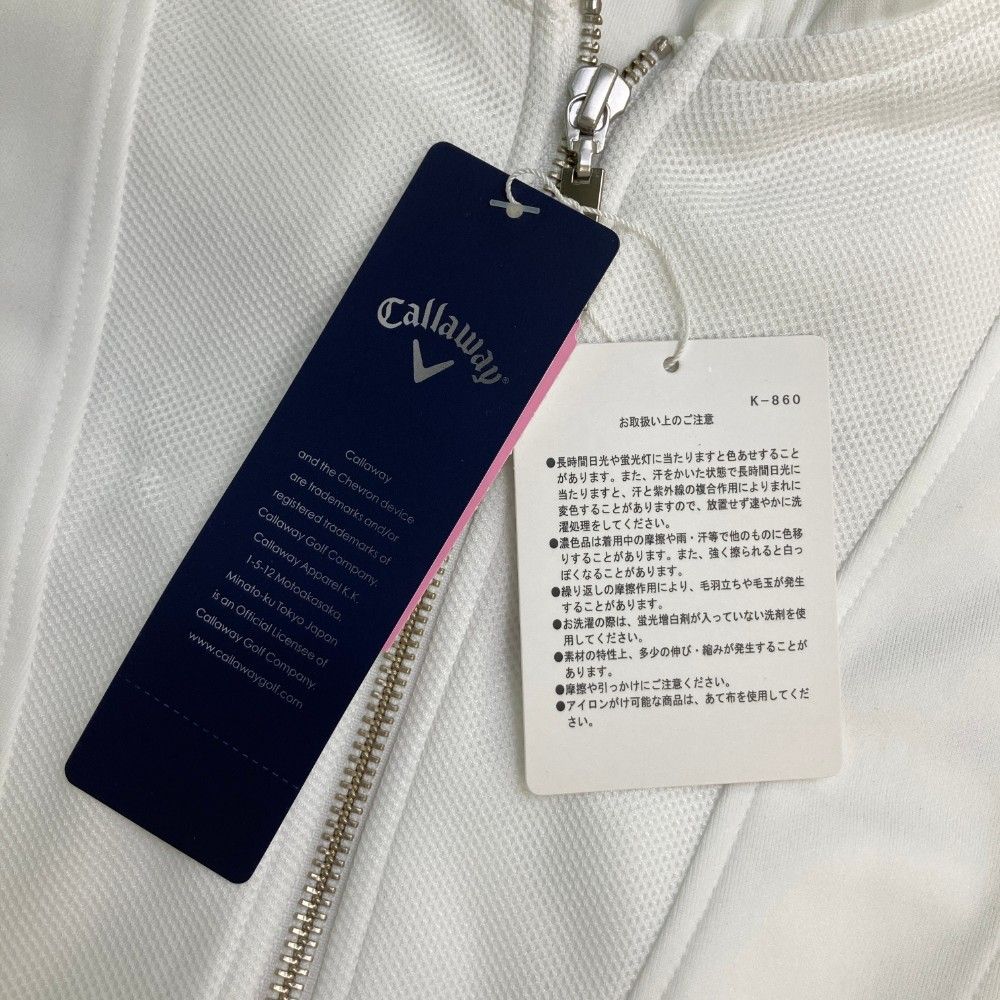 Callaway®
Callaway
and the Chevron device
are trademarks and/or
registered trademarks of
Callaway Golf Company.
Callaway Apparel K.K.
1-5-12 Motoakasaka,
Minato-ku Tokyo Japan
is an Official Licensee of
Callaway Golf Company.
www.callawaygolf.com
K-860
お取扱い上のご注意
●長時間日光や蛍光灯に当たりますと色あせすること
があります。また、汗をかいた状態で長時間日光に
当たりますと、汗と紫外線の複合作用によりまれに
変色することがありますので、放置せず速やかに洗
濯処理をしてください。
●濃色品は着用中の摩擦や雨・汗等で他のものに色移
りすることがあります。また、強く擦られると白っ
ぽくなることがあります。
●繰り返しの摩擦作用により、毛羽立ちや毛玉が発生
することがあります。
●お洗濯の際は、蛍光増白剤が入っていない洗剤を使
用してください。
●素材の特性上、多少の伸び・縮みが発生することが
あります。
●摩擦や引っかけにご注意ください。
●アイロンがけ可能な商品は、あて布を使用してくだ
さい。